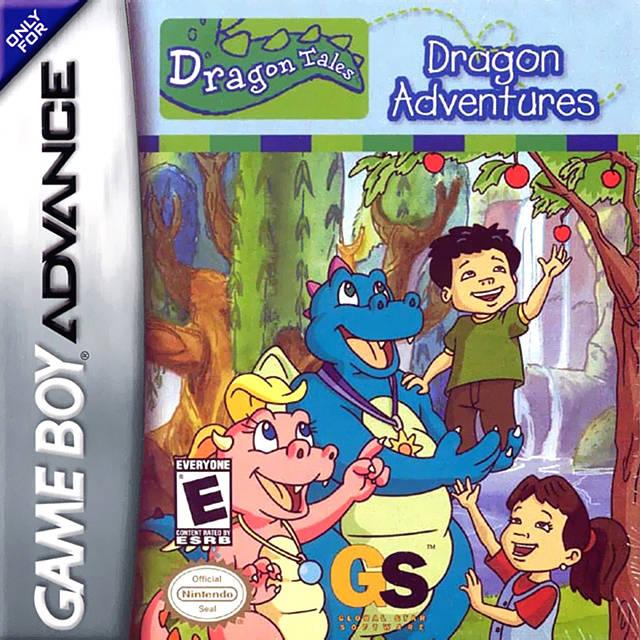 ONLY
FOR
GAME BOY ADVANCE
®
Dragon Tales
Dragon
Adventures
EVERYONE
E
CONTENT RATED BY
ESRB
Official
Nintendo
Seal
GS
™
GLOBAL STAR
SOFTWARE